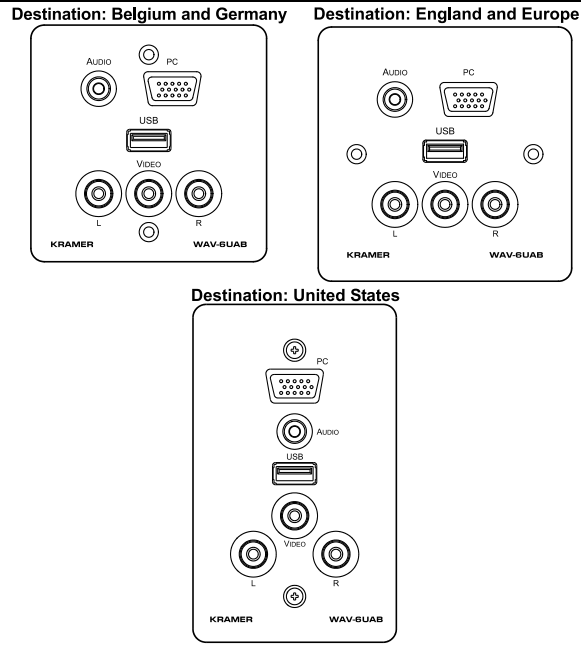 Destination: Belgium and Germany
AUDIO
PC
USB
VIDEO
L
R
KRAMER
WAV-6UAB
Destination: England and Europe
AUDIO
PC
USB
VIDEO
L
R
KRAMER
WAV-6UAB
Destination: United States
PC
AUDIO
USB
VIDEO
L
R
KRAMER
WAV-6UAB